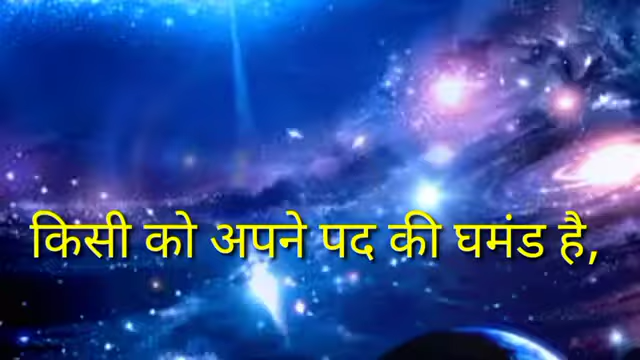 किसी को अपने पद की घमंड है,